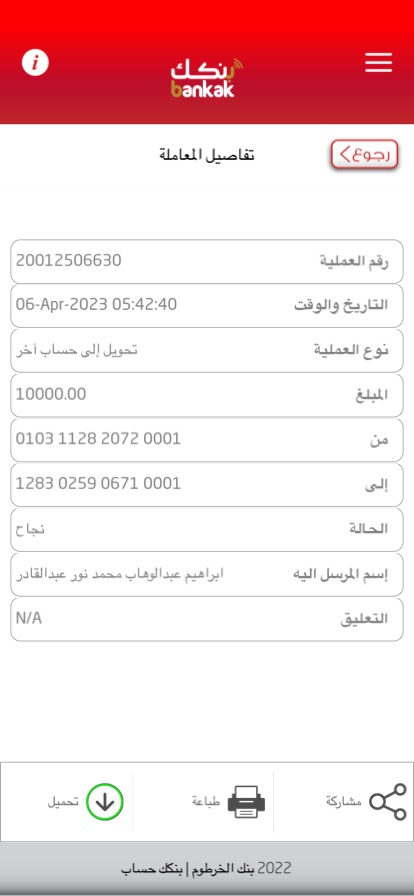 بنكك
bankak
رجوع
تفاصيل المعاملة
رقم العملية 20012506630
التاريخ والوقت 06-Apr-2023 05:42:40
نوع العملية تحويل إلى حساب آخر
المبلغ 10000.00
من 0103 1128 2072 0001
إلى 1283 0259 0671 0001
الحالة نجاح
إسم المرسل اليه ابراهيم عبدالوهاب محمد نور عبدالقادر
التعليق N/A
مشاركة طباعة تحميل
2022 بنك الخرطوم | بنكك حساب